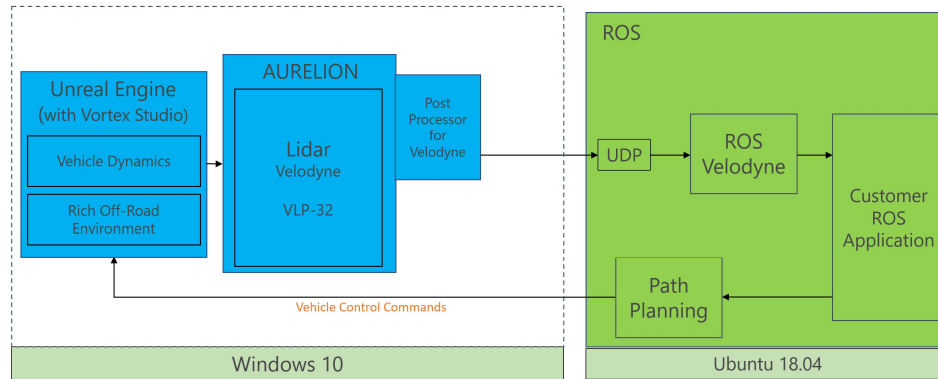 Unreal Engine
(with Vortex Studio)
Vehicle Dynamics
Rich Off-Road
Environment
AURELION
Lidar
Velodyne
VLP-32
Post
Processor
for
Velodyne
Vehicle Control Commands
Windows 10
ROS
UDP
ROS
Velodyne
Customer
ROS
Application
Path
Planning
Ubuntu 18.04